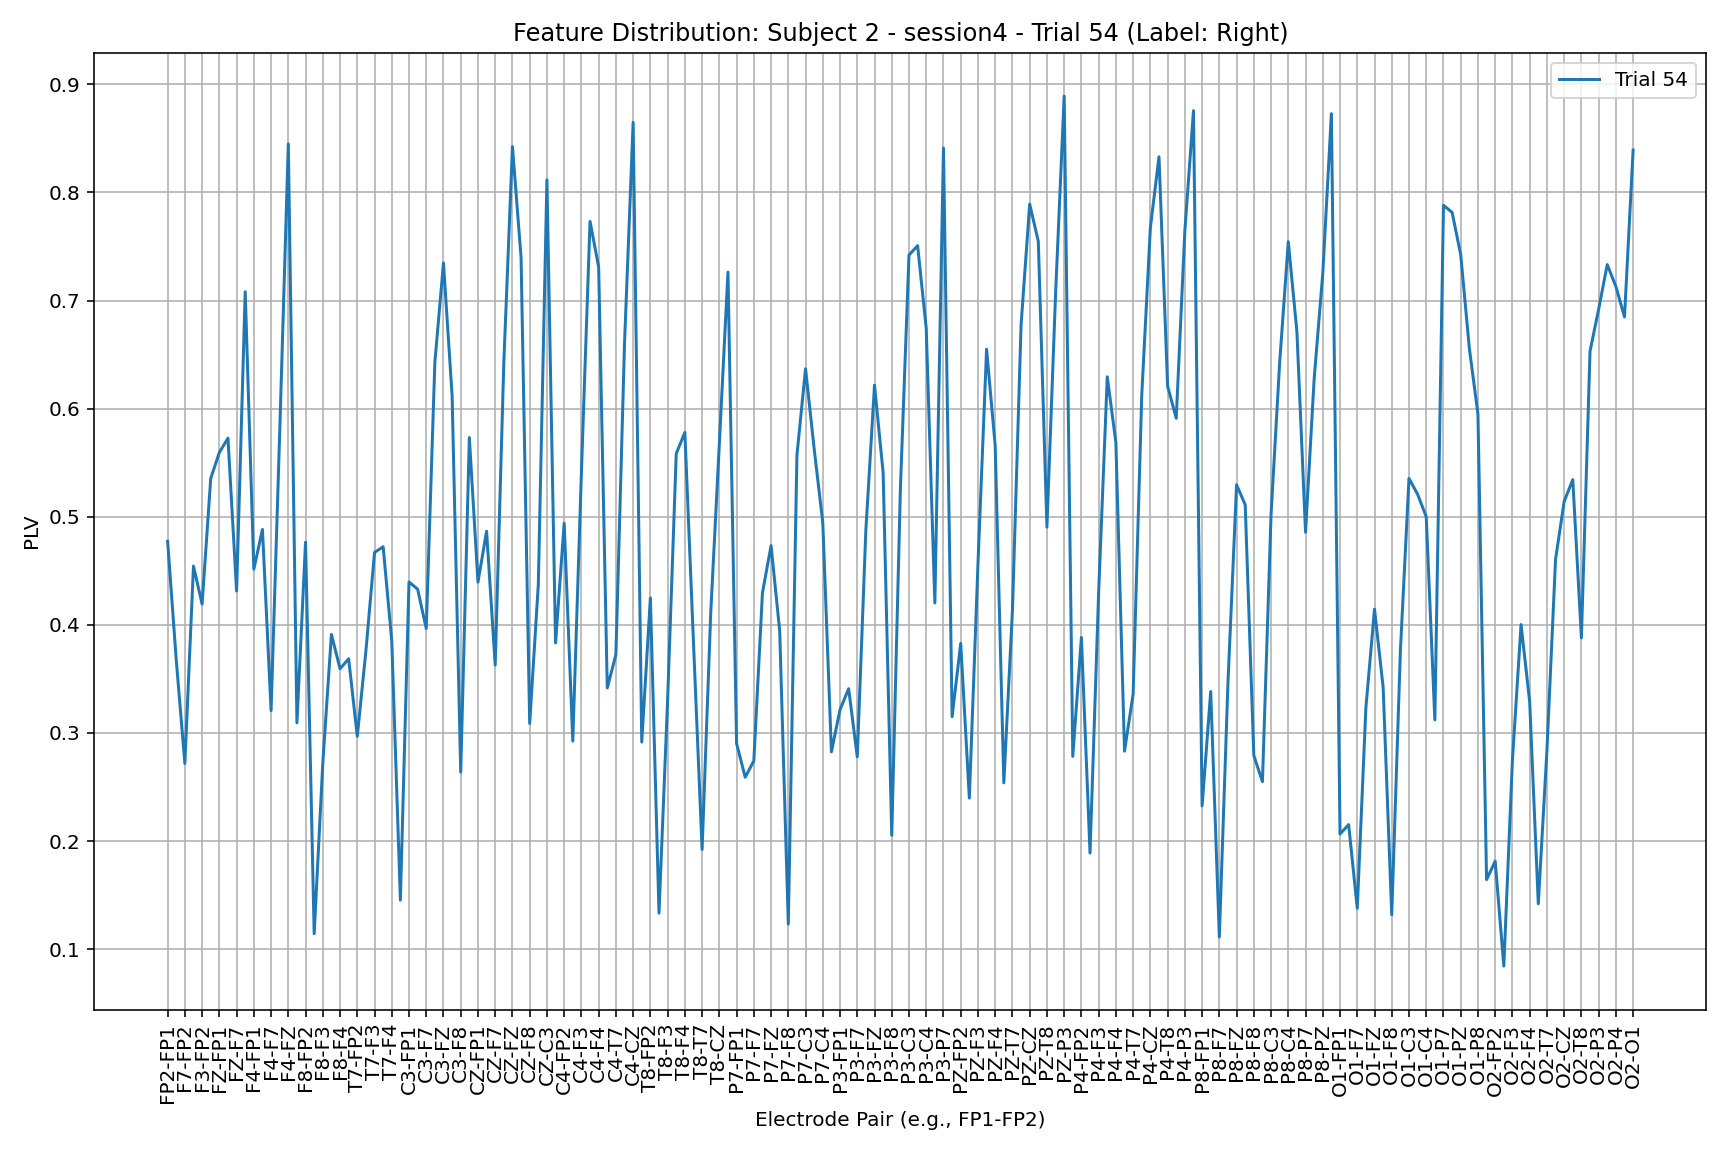 Feature Distribution: Subject 2 - session4 - Trial 54 (Label: Right)
Trial 54
PLV
0.9
0.8
0.7
0.6
0.5
0.4
0.3
0.2
0.1
FP2-FP1
F7-FP2
F3-FP2
FZ-FP1
FZ-F7
F4-FP1
F4-F7
F4-FZ
F8-FP2
F8-F3
F8-F4
T7-FP2
T7-F3
T7-F4
C3-FP1
C3-F7
C3-FZ
C3-F8
CZ-FP1
CZ-F7
CZ-FZ
CZ-F8
CZ-C3
C4-FP2
C4-F3
C4-F4
C4-T7
C4-CZ
T8-FP2
T8-F3
T8-F4
T8-T7
T8-CZ
P7-FP1
P7-F7
P7-FZ
P7-F8
P7-C3
P7-C4
P3-FP1
P3-F7
P3-FZ
P3-F8
P3-C3
P3-C4
P3-P7
PZ-FP2
PZ-F3
PZ-F4
PZ-T7
PZ-CZ
PZ-T8
PZ-P3
P4-FP2
P4-F3
P4-F4
P4-T7
P4-CZ
P4-T8
P4-P3
P8-FP1
P8-F7
P8-FZ
P8-F8
P8-C3
P8-C4
P8-P7
P8-PZ
O1-FP1
O1-F7
O1-FZ
O1-F8
O1-C3
O1-C4
O1-P7
O1-PZ
O1-P8
O2-FP2
O2-F3
O2-F4
O2-T7
O2-CZ
O2-T8
O2-P3
O2-P4
O2-O1
Electrode Pair (e.g., FP1-FP2)